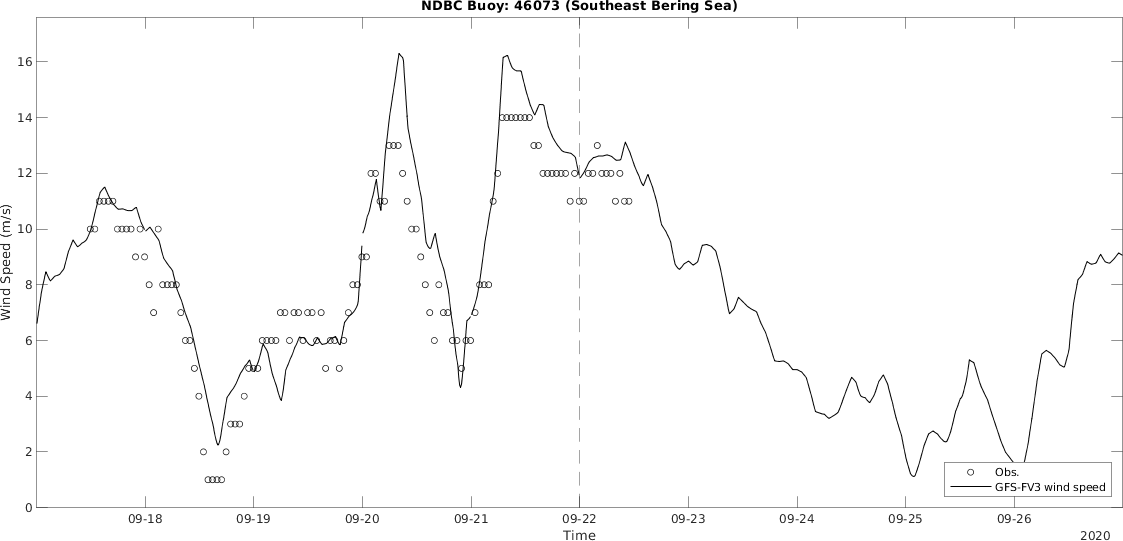 NDBC Buoy: 46073 (Southeast Bering Sea)
Wind Speed (m/s)
16
14
12
10
8
6
4
2
0
Obs.
GFS-FV3 wind speed
09-18 09-19 09-20 09-21 09-22 09-23 09-24 09-25 09-26
Time
2020